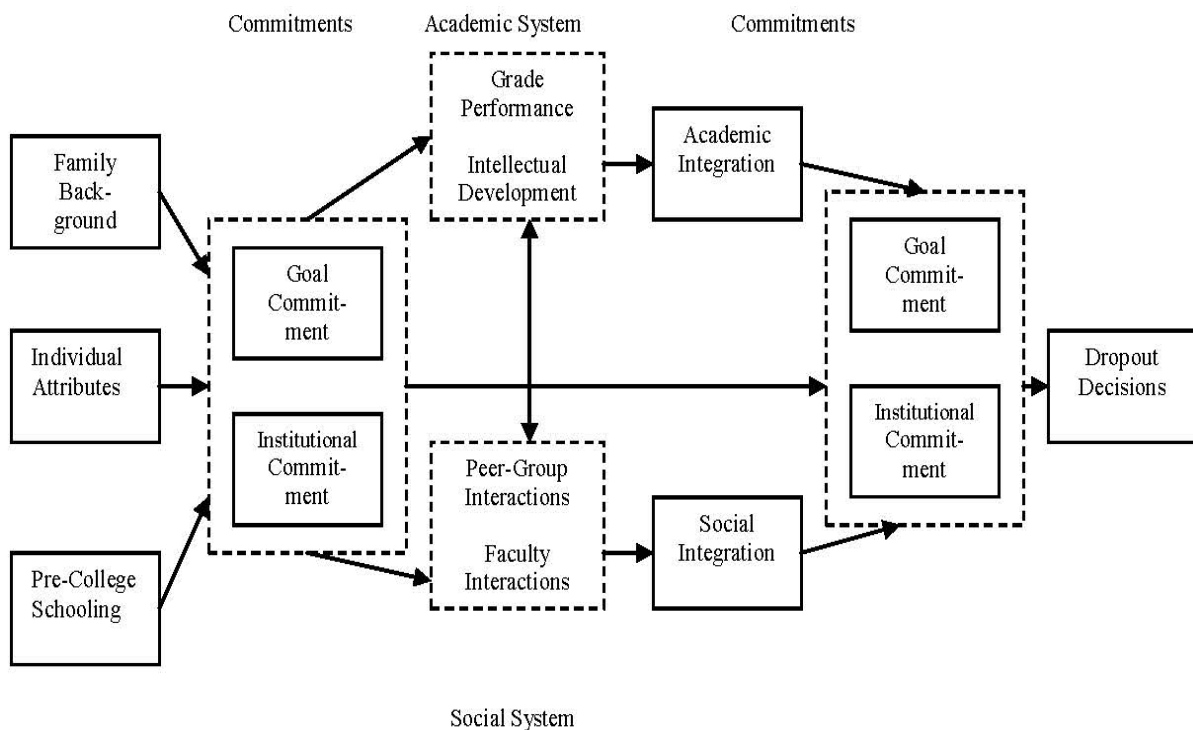 Commitments
Academic System
Commitments
Grade
Performance
Intellectual
Development
Academic
Integration
Family
Back-
ground
Goal
Commit-
ment
Goal
Commit-
ment
Individual
Attributes
Dropout
Decisions
Institutional
Commit-
ment
Institutional
Commit-
ment
Peer-Group
Interactions
Faculty
Interactions
Social
Integration
Pre-College
Schooling
Social System